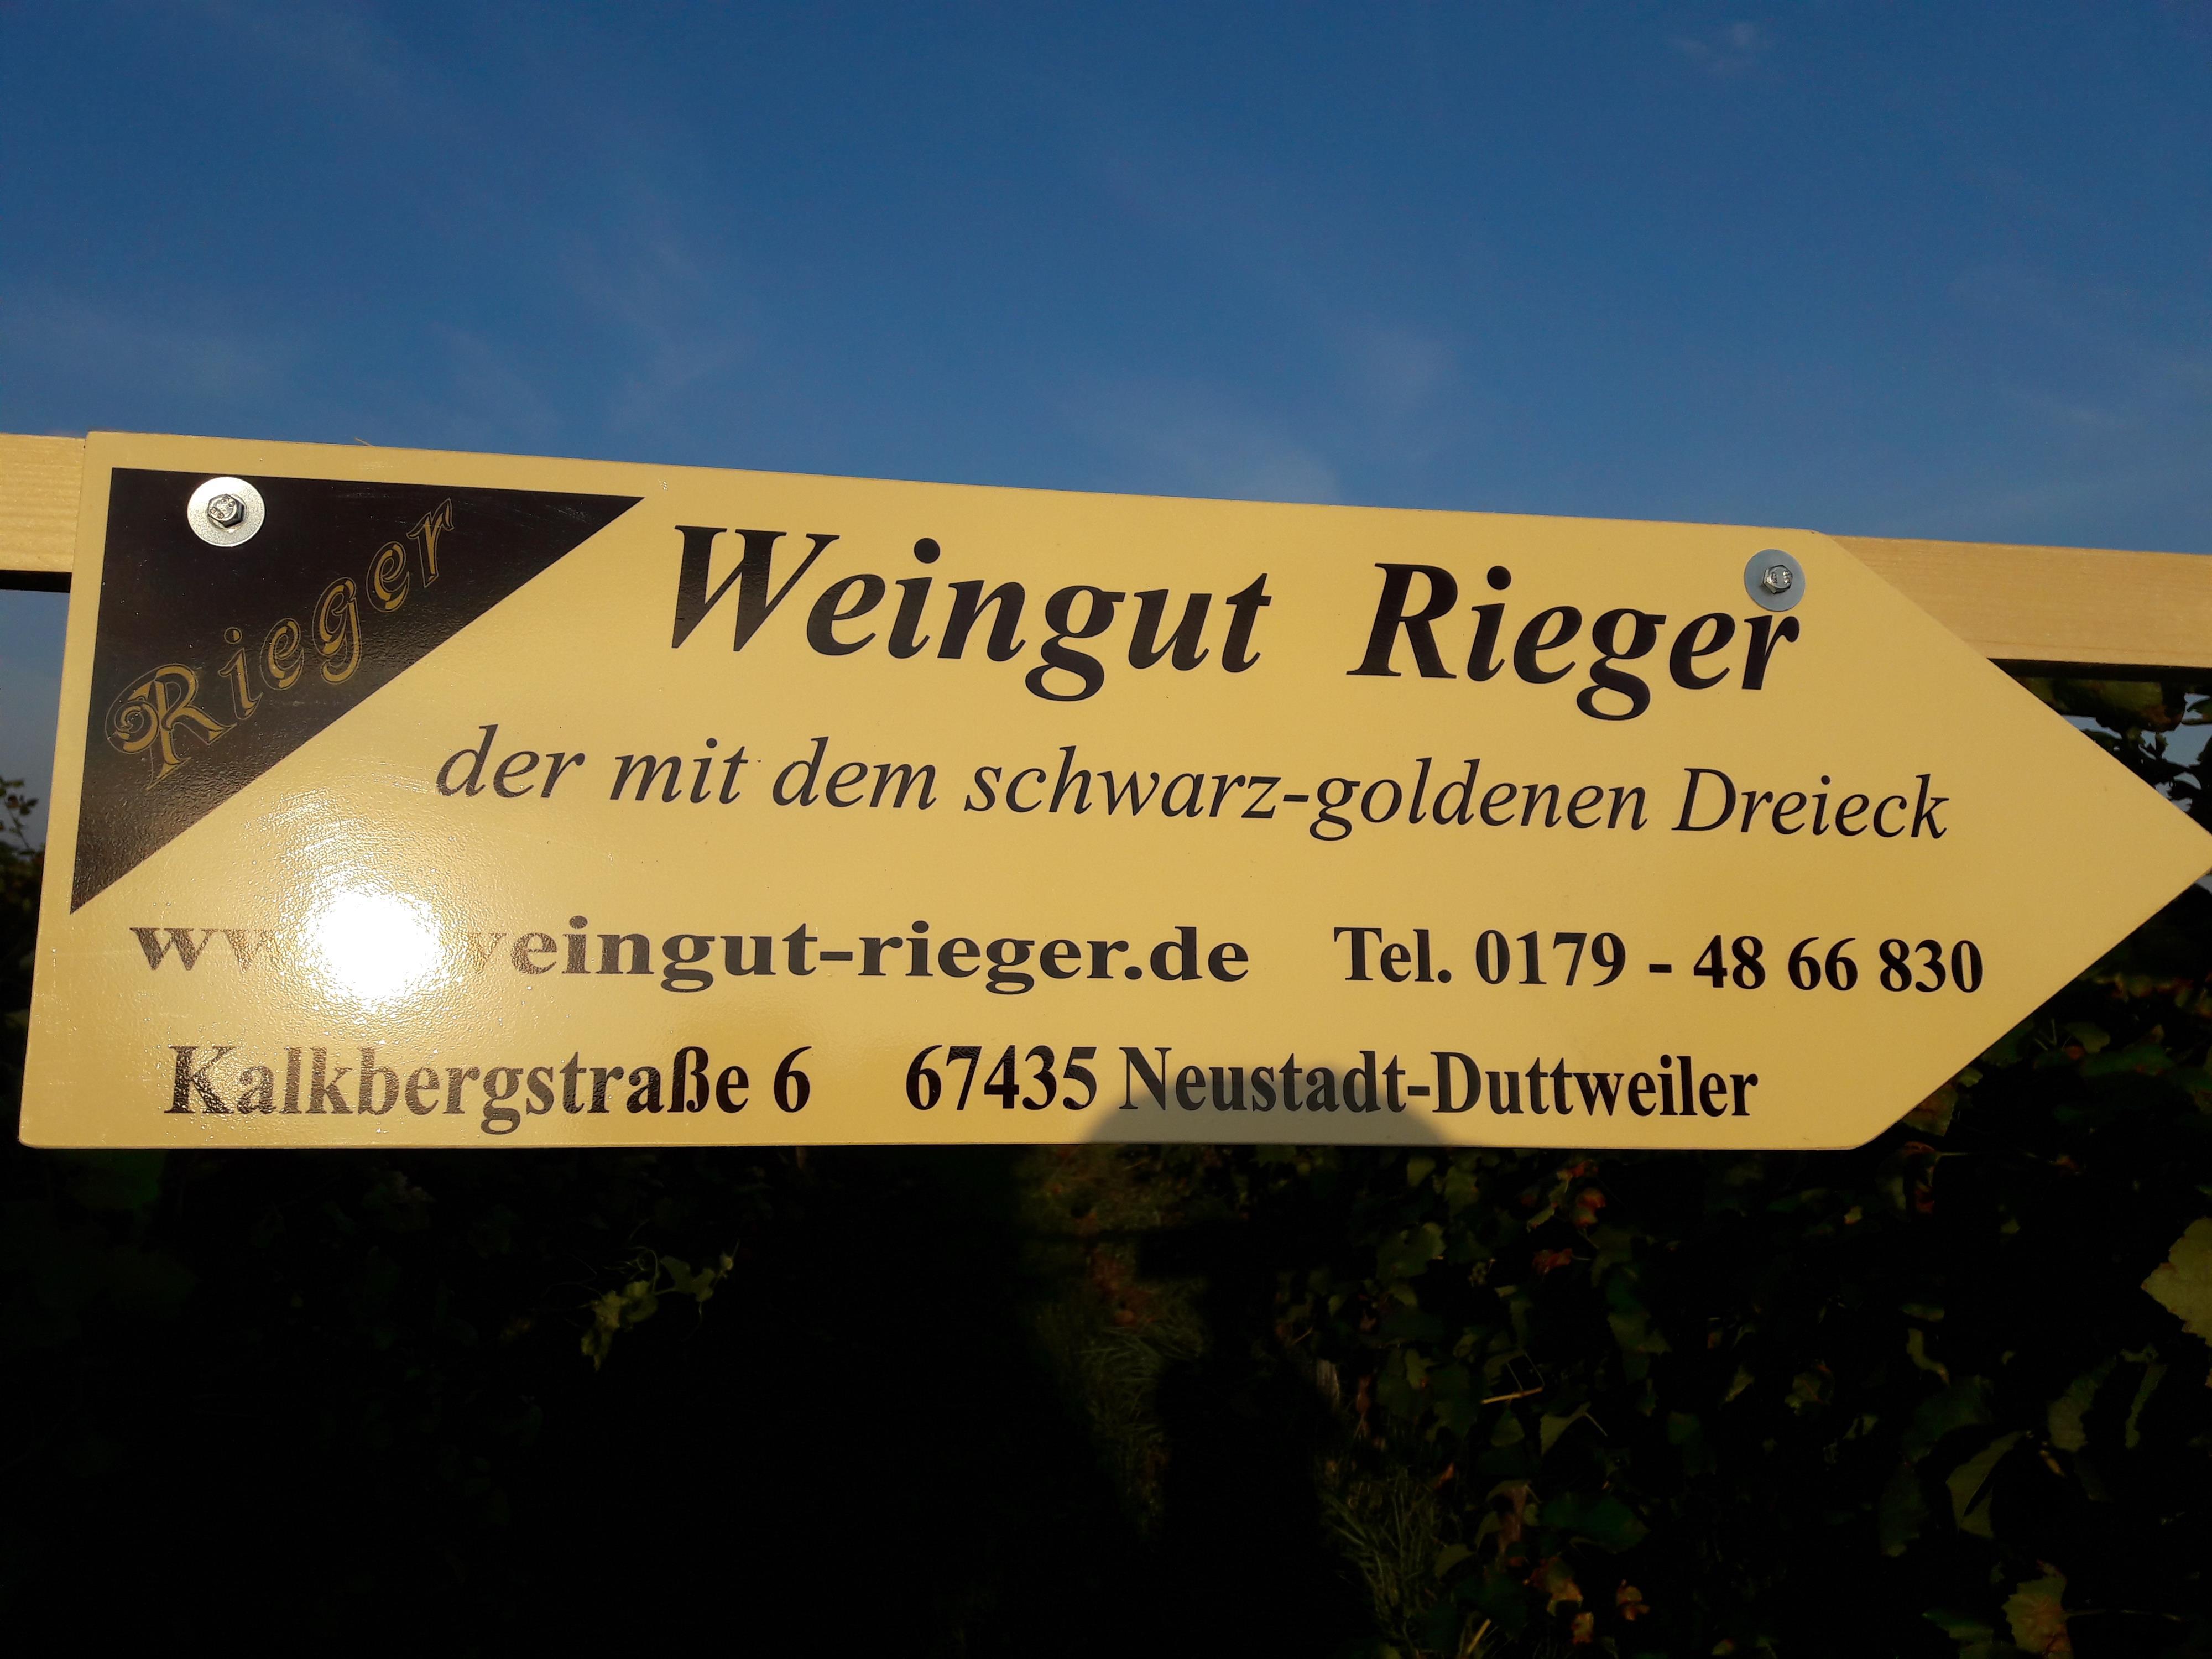 Rieger
Weingut Rieger
der mit dem schwarz-goldenen Dreieck
eingut-rieger.de Tel. 0179 - 48 66 830
Kalkbergstraße 6 67435 Neustadt-Duttweiler